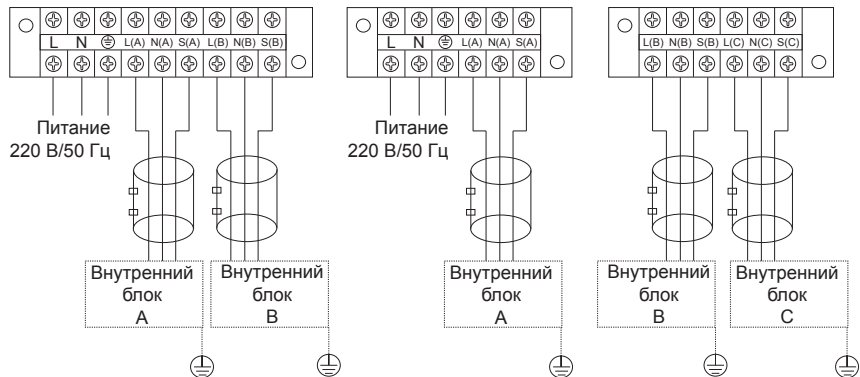 L N L(A) N(A) S(A) L(B) N(B) S(B)
L N L(A) N(A) S(A)
L(B) N(B) S(B) L(C) N(C) S(C)
Питание
220 В/50 Гц
Питание
220 В/50 Гц
Внутренний
блок
A
Внутренний
блок
B
Внутренний
блок
A
Внутренний
блок
B
Внутренний
блок
C